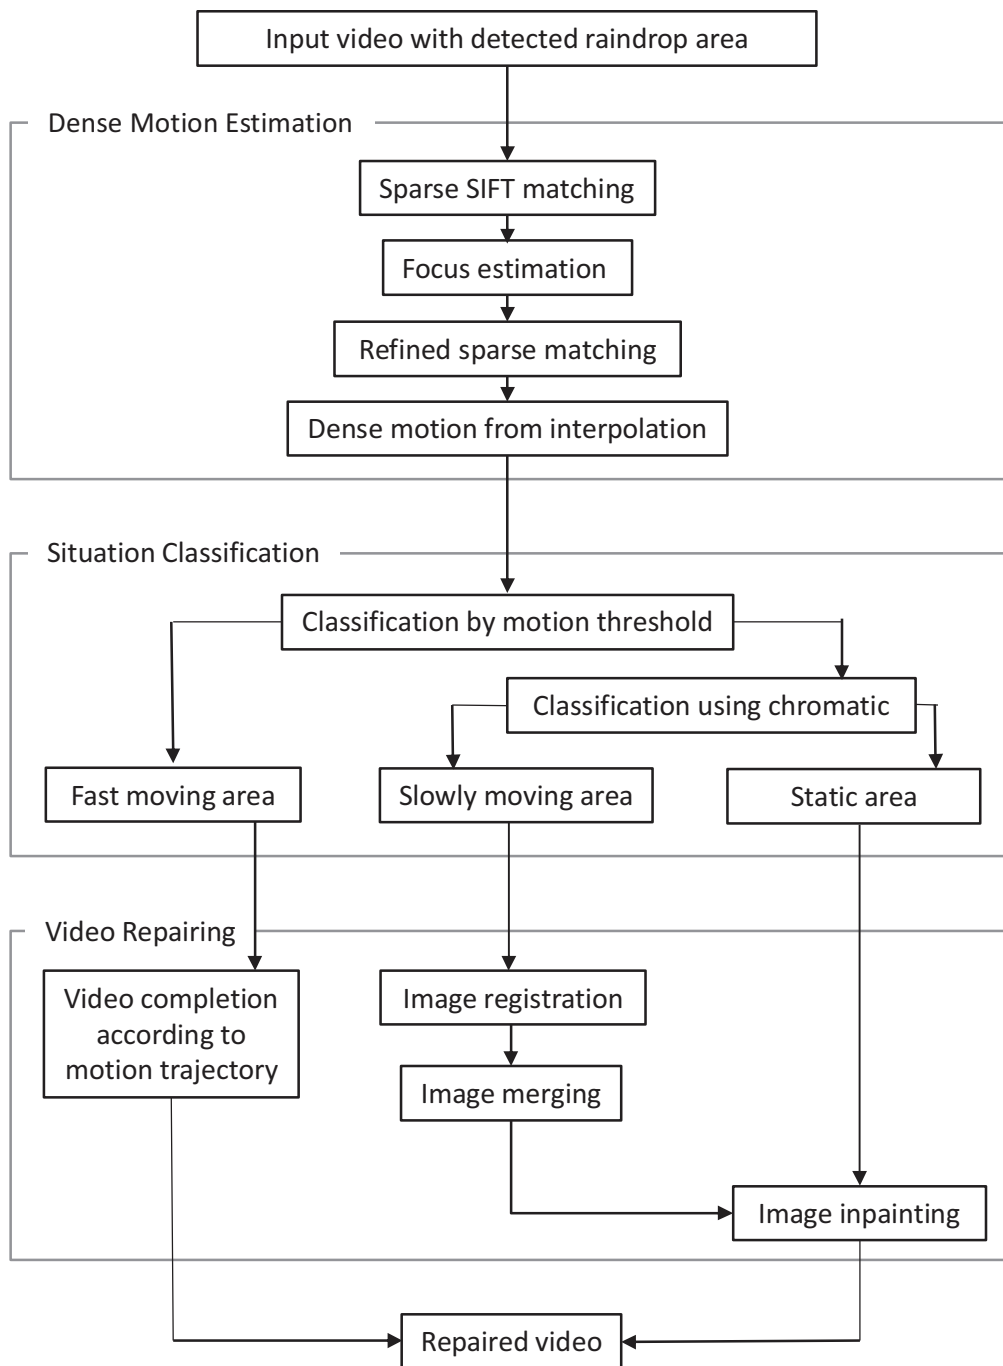 Input video with detected raindrop area
Dense Motion Estimation
Sparse SIFT matching
Focus estimation
Refined sparse matching
Dense motion from interpolation
Situation Classification
Classification by motion threshold
Classification using chromatic
Fast moving area
Slowly moving area
Static area
Video Repairing
Video completion
according to
motion trajectory
Image registration
Image merging
Image inpainting
Repaired video